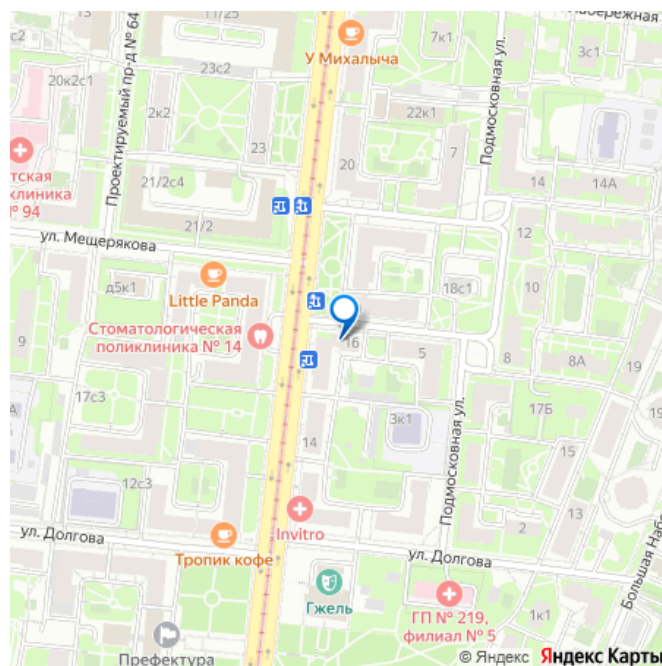 11/25
23с2
У Михалыча
7к1
3с1
20к2с1
2к2
23
22к1
20
7
Проектируемый пр-д № 64
Подмосковная ул.
тская
№ 94
21/2с4
21/2
14
14А
12
ул. Мещерякова
10
18с1
д5к1
Little Panda
Стоматологическая
поликлиника № 14
16
5
8
8А
19
9
17с3
3к1
17Б
15
14
Подмосковная ул.
12с3
13
2
Invitro
ул. Долгова
ул. Долгова
Тропик кофе
Гжель
ГП № 219,
филиал № 5
1к1
Большая Наб
Префектура
© Яндекс Яндекс Карты